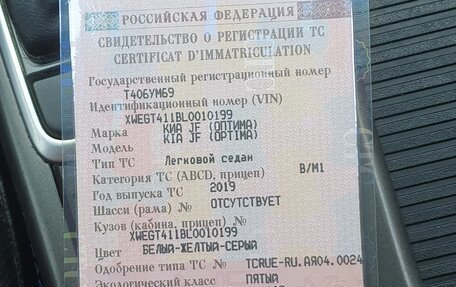 РОССИЙСКАЯ ФЕДЕРАЦИЯ
СВИДЕТЕЛЬСТВО О РЕГИСТРАЦИИ ТС
CERTIFICAT D'IMMATRICULATION
Государственный регистрационный номер
Т406УМ69
Идентификационный номер (VIN)
XWEGT411BL0010199
Марка КИА JF (ОПТИМА)
Модель KIA JF (OPTIMA)
Тип ТС Легковой седан
Категория ТС (ABCD, прицеп) B/M1
Год выпуска ТС 2019
Шасси (рама) № ОТСУТСТВУЕТ
Кузов (кабина, прицеп) №
XWEGT411BL0010199
Цвет БЕЛЫЙ-ЖЕЛТЫЙ-СЕРЫЙ
Одобрение типа ТС № TCRUE-RU.АЯ04.0024
Экологический класс ПЯТЫЙ